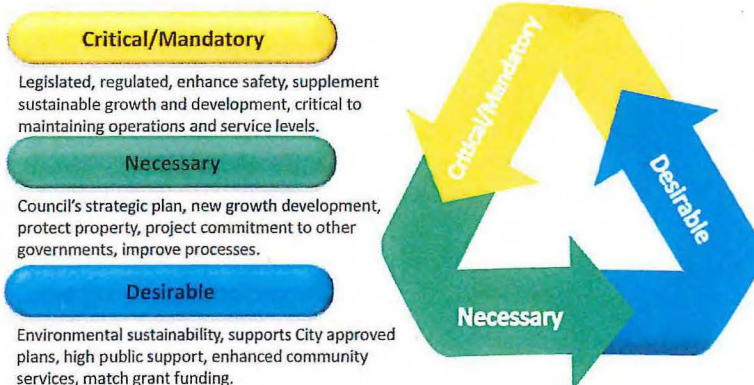 Critical/Mandatory
Legislated, regulated, enhance safety, supplement
sustainable growth and development, critical to
maintaining operations and service levels.
Necessary
Council's strategic plan, new growth development,
protect property, project commitment to other
governments, improve processes.
Desirable
Environmental sustainability, supports City approved
plans, high public support, enhanced community
services, match grant funding.
Critical/Mandatory
Desirable
Necessary